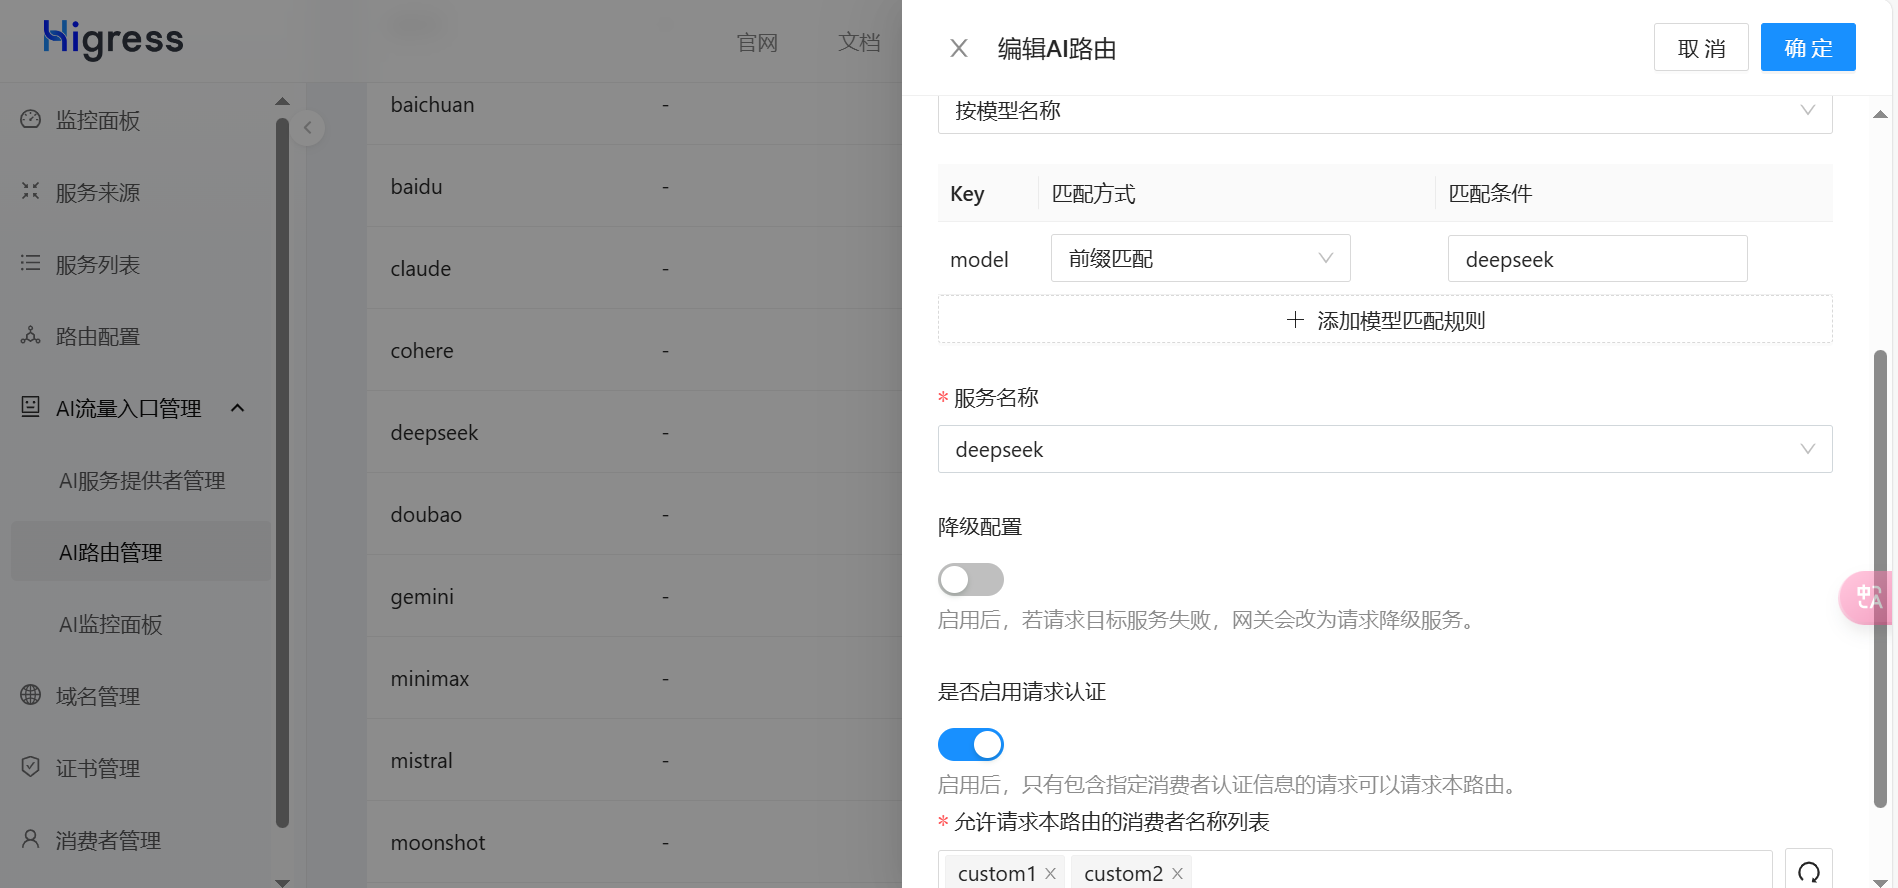 Higress
官网
文档
监控面板
服务来源
服务列表
路由配置
AI流量入口管理
AI服务提供者管理
AI路由管理
AI监控面板
域名管理
证书管理
消费者管理
baichuan -
baidu -
claude -
cohere -
deepseek -
doubao -
gemini -
minimax -
mistral -
moonshot -
编辑AI路由
取 消
确 定
按模型名称
Key 匹配方式 匹配条件
model 前缀匹配 deepseek
添加模型匹配规则
* 服务名称
deepseek
降级配置
启用后，若请求目标服务失败，网关会改为请求降级服务。
是否启用请求认证
启用后，只有包含指定消费者认证信息的请求可以请求本路由。
* 允许请求本路由的消费者名称列表
custom1 custom2
中A